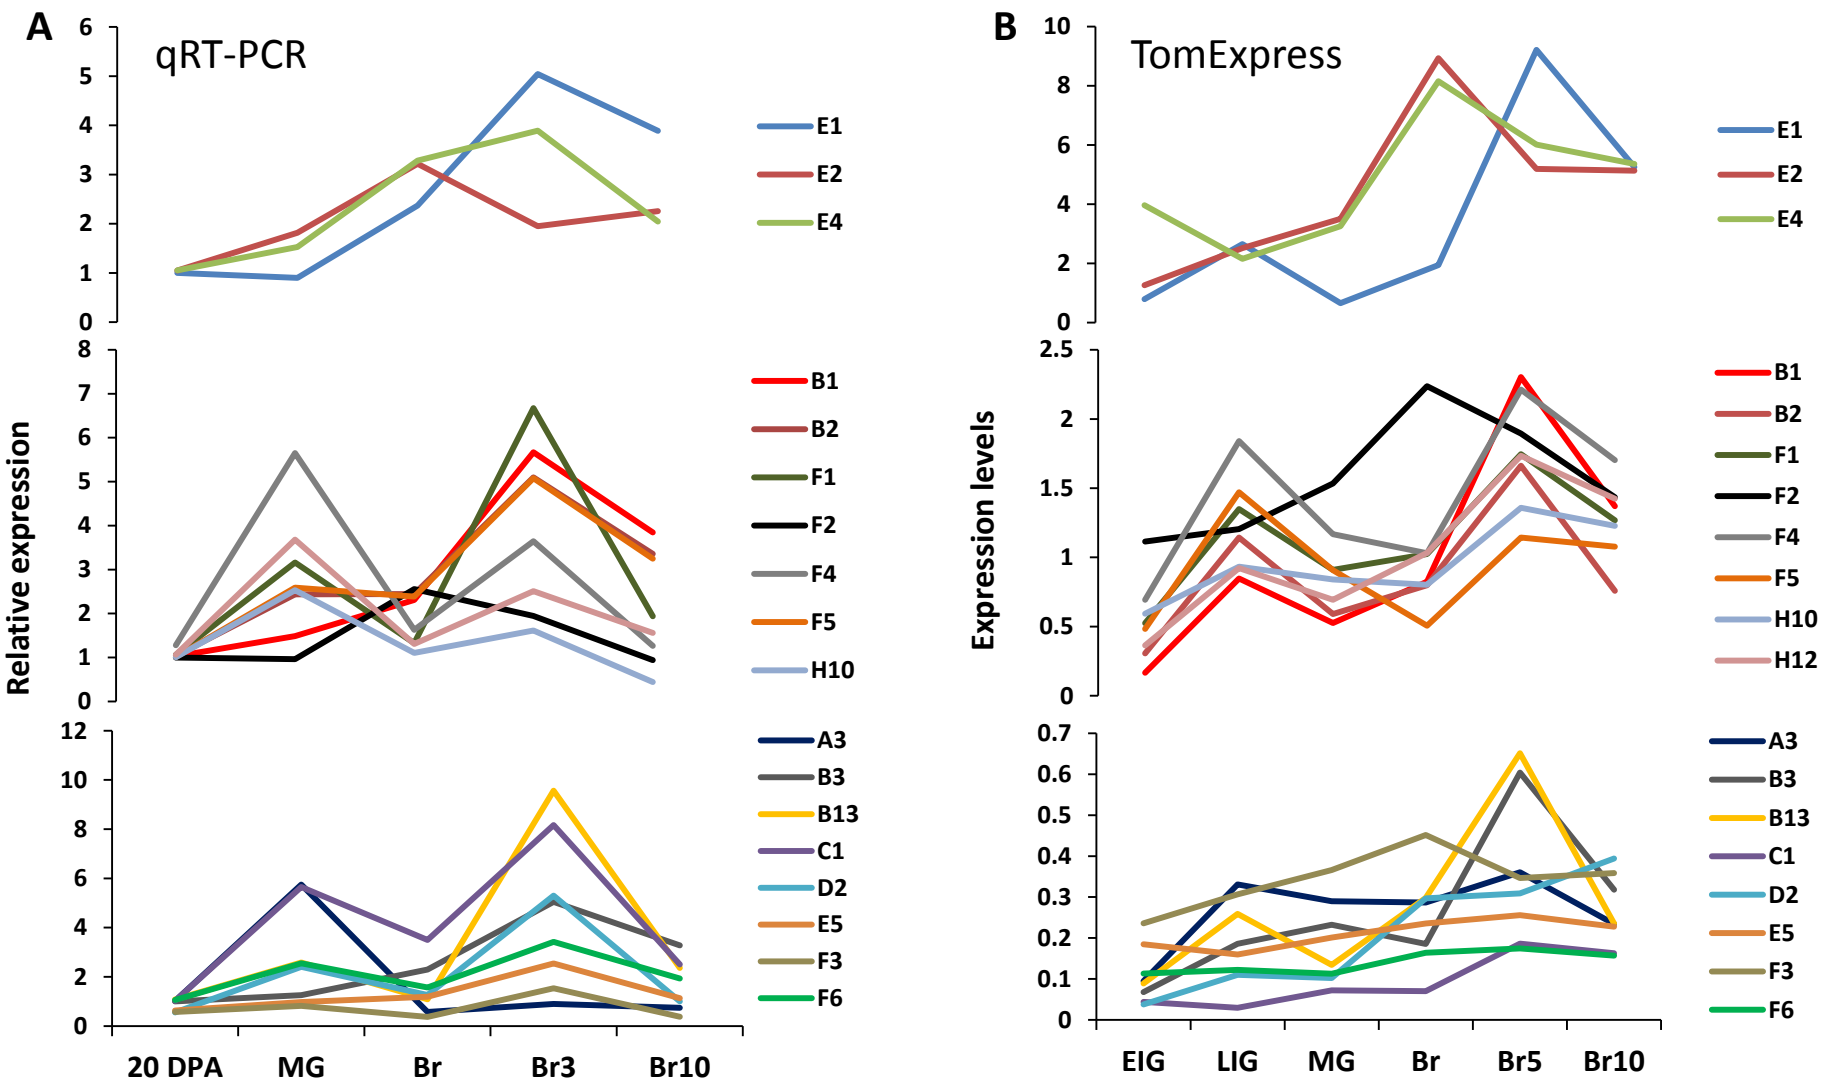 A
qRT-PCR
6
5
4
3
2
1
0
E1
E2
E4
8
7
6
5
4
3
2
1
0
B1
B2
F1
F2
F4
F5
H10
Relative expression
12
10
8
6
4
2
0
A3
B3
B13
C1
D2
E5
F3
F6
20 DPA MG Br Br3 Br10
B
TomExpress
10
8
6
4
2
0
E1
E2
E4
2.5
2
1.5
1
0.5
0
B1
B2
F1
F2
F4
F5
H10
H12
Expression levels
0.7
0.6
0.5
0.4
0.3
0.2
0.1
0
A3
B3
B13
C1
D2
E5
F3
F6
EIG LIG MG Br Br5 Br10